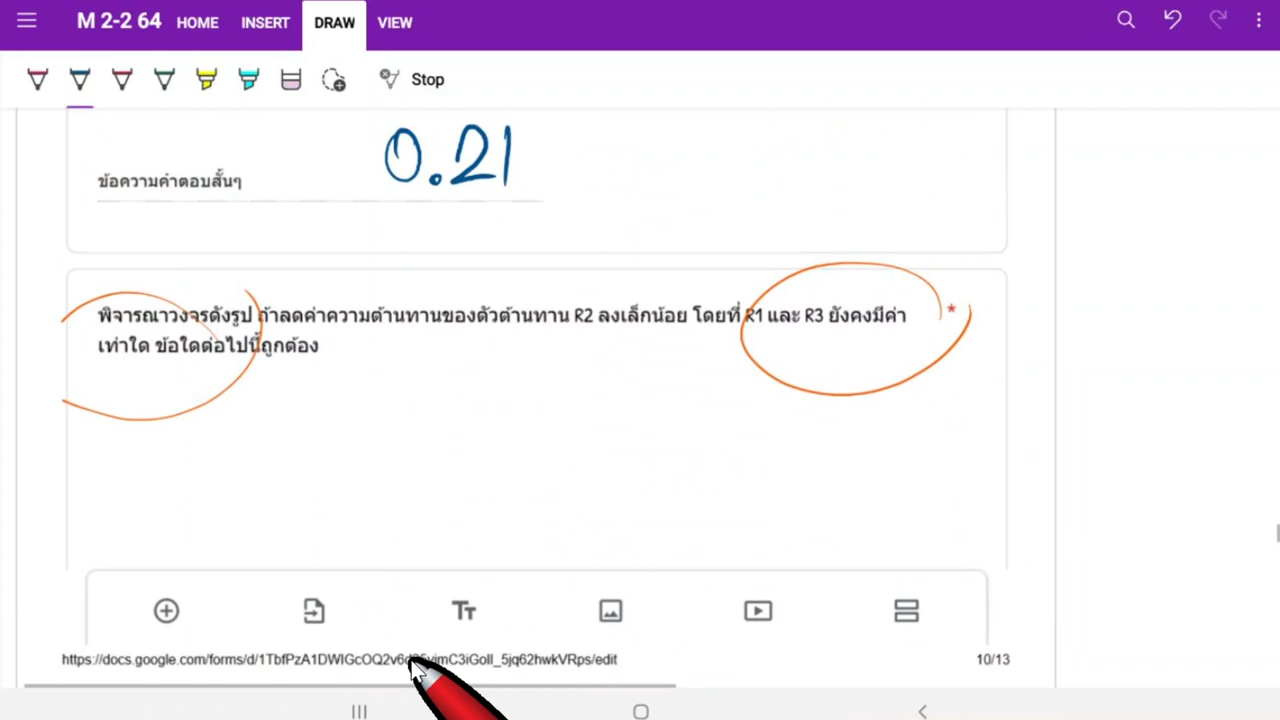 M 2-2 64 HOME INSERT DRAW VIEW
Stop
0.21
ข้อความคำตอบสั้นๆ
พิจารณาวงจรดังรูป ถ้าลดค่าความต้านทานของตัวต้านทาน R2 ลงเล็กน้อย โดยที่ R1 และ R3 ยังคงมีค่า *
เท่าใด ข้อใดต่อไปนี้ถูกต้อง
10/13